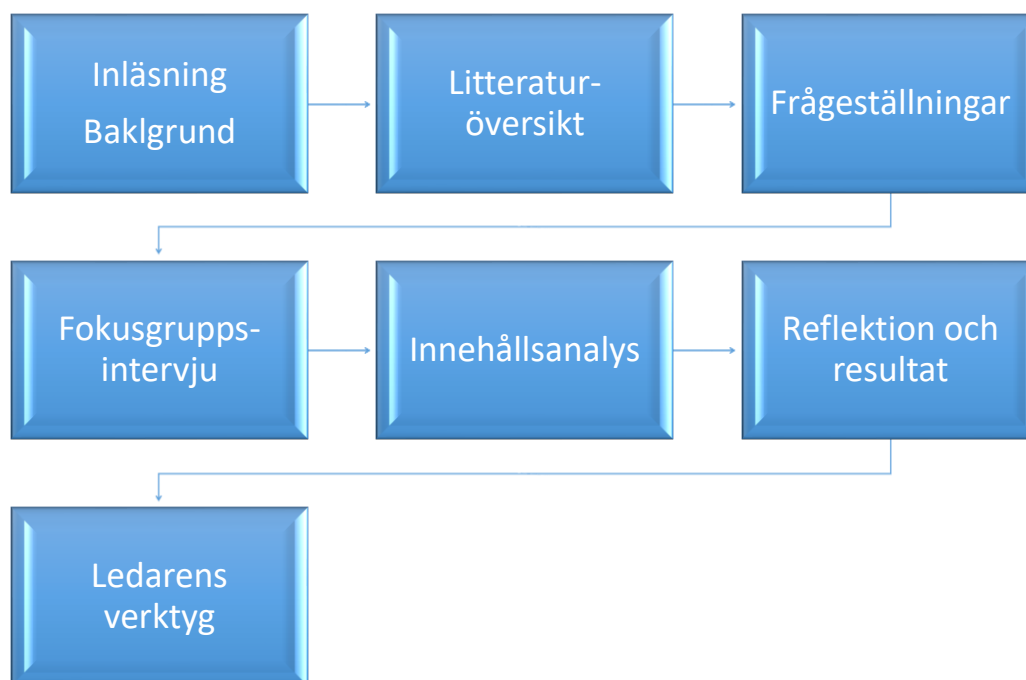 Inläsning
Baklgrund
Litteratur-
översikt
Frågeställningar
Fokusgrupps-
intervju
Innehållsanalys
Reflektion och
resultat
Ledarens
verktyg